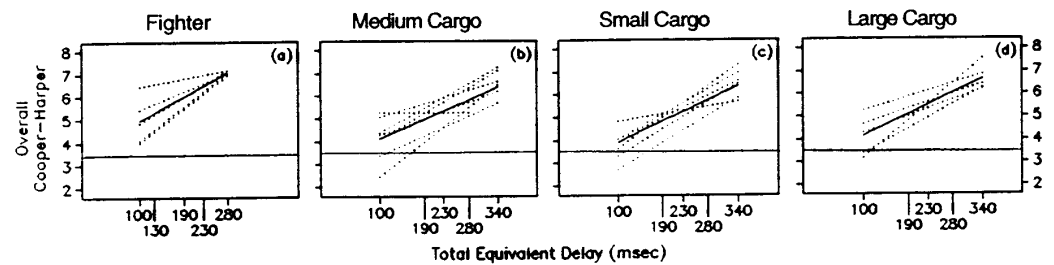 Fighter
Medium Cargo
Small Cargo
Large Cargo
(a)
(b)
(c)
(d)
Overall
Cooper-Harper
8
7
6
5
4
3
2
8
7
6
5
4
3
2
100 190 280
130 230
100 230 340
190 280
100 230 340
190 280
100 230 340
190 280
Total Equivalent Delay (msec)